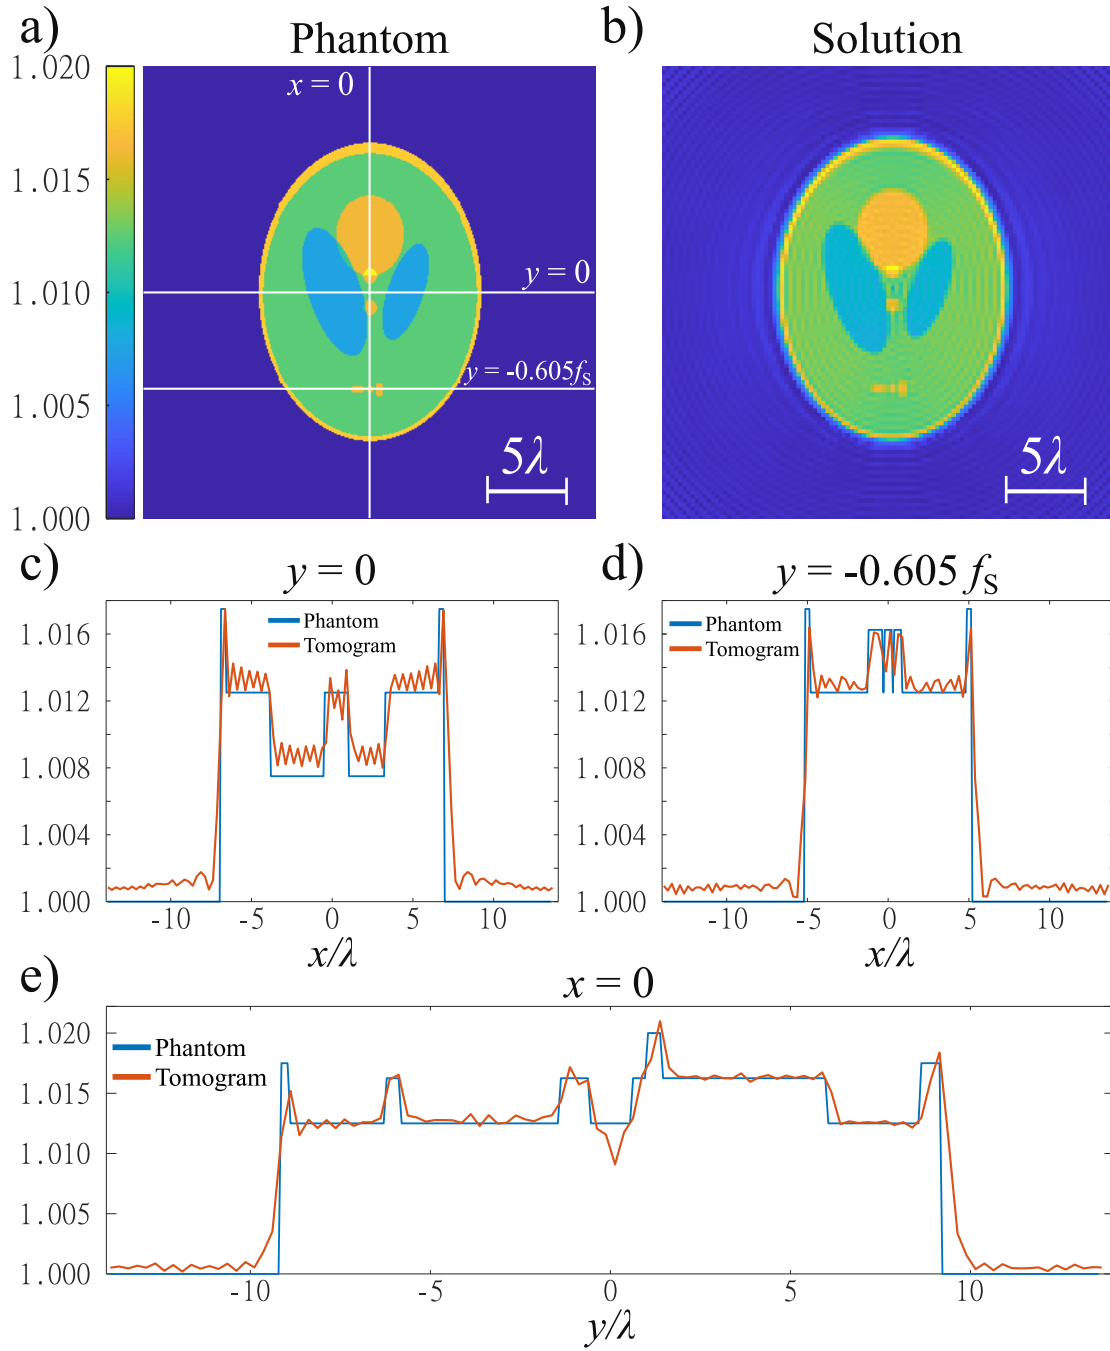 a)
Phantom
b)
Solution
1.020
1.015
1.010
1.005
1.000
x = 0
y = 0
y = -0.605fS
5λ
5λ
c)
y = 0
d)
y = -0.605 fS
1.016
1.012
1.008
1.004
1.000
Phantom
Tomogram
-10
-5
0
5
10
x/λ
1.016
1.012
1.008
1.004
1.000
Phantom
Tomogram
-10
-5
0
5
10
x/λ
e)
x = 0
1.020
1.015
1.010
1.005
1.000
Phantom
Tomogram
-10
-5
0
5
10
y/λ